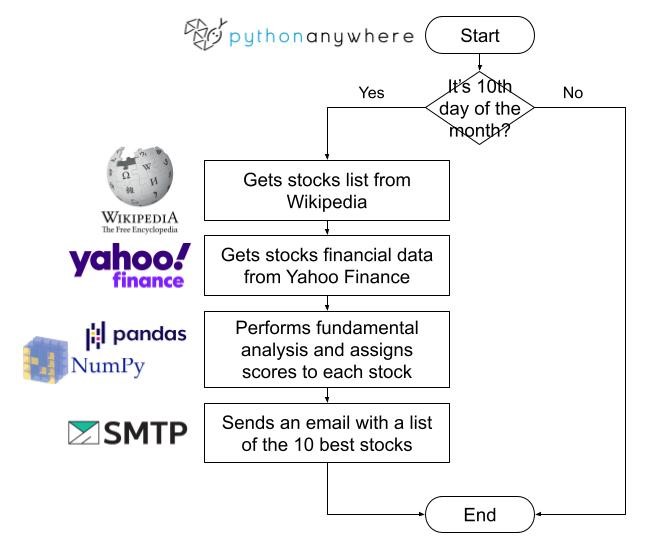 pythonanywhere
Start
It's 10th
day of the
month?
Yes
No
Gets stocks list from
Wikipedia
WIKIPEDIA
The Free Encyclopedia
Gets stocks financial data
from Yahoo Finance
yahoo!
finance
Performs fundamental
analysis and assigns
scores to each stock
pandas
NumPy
Sends an email with a list
of the 10 best stocks
SMTP
End